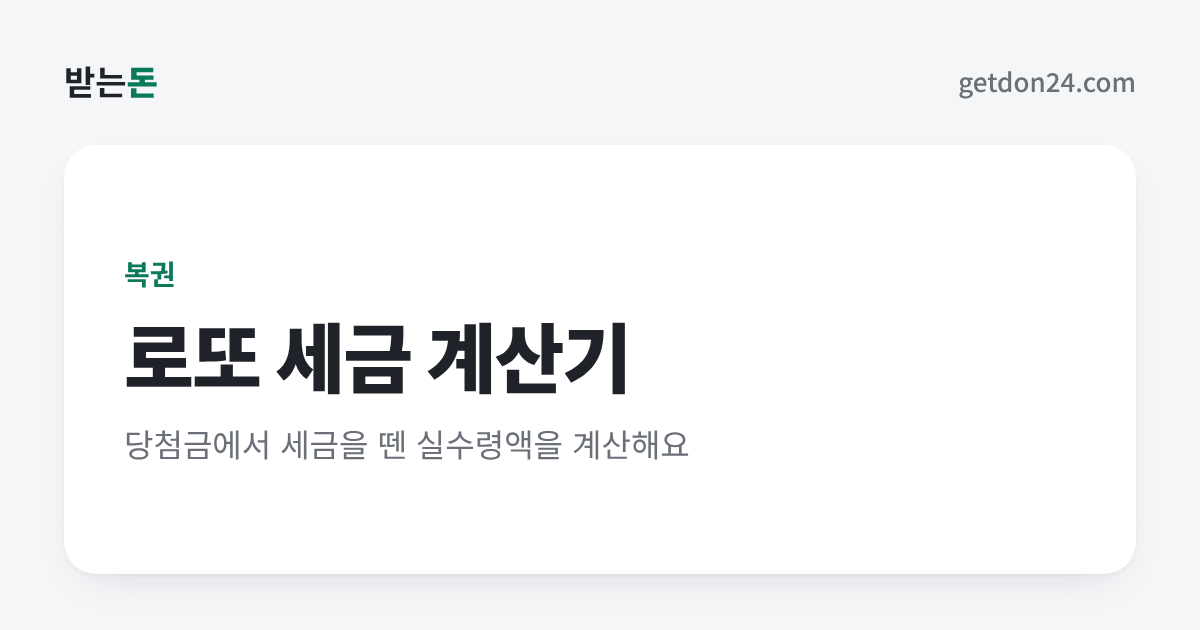 받는돈
getdon24.com
복권
로또 세금 계산기
당첨금에서 세금을 뗀 실수령액을 계산해요